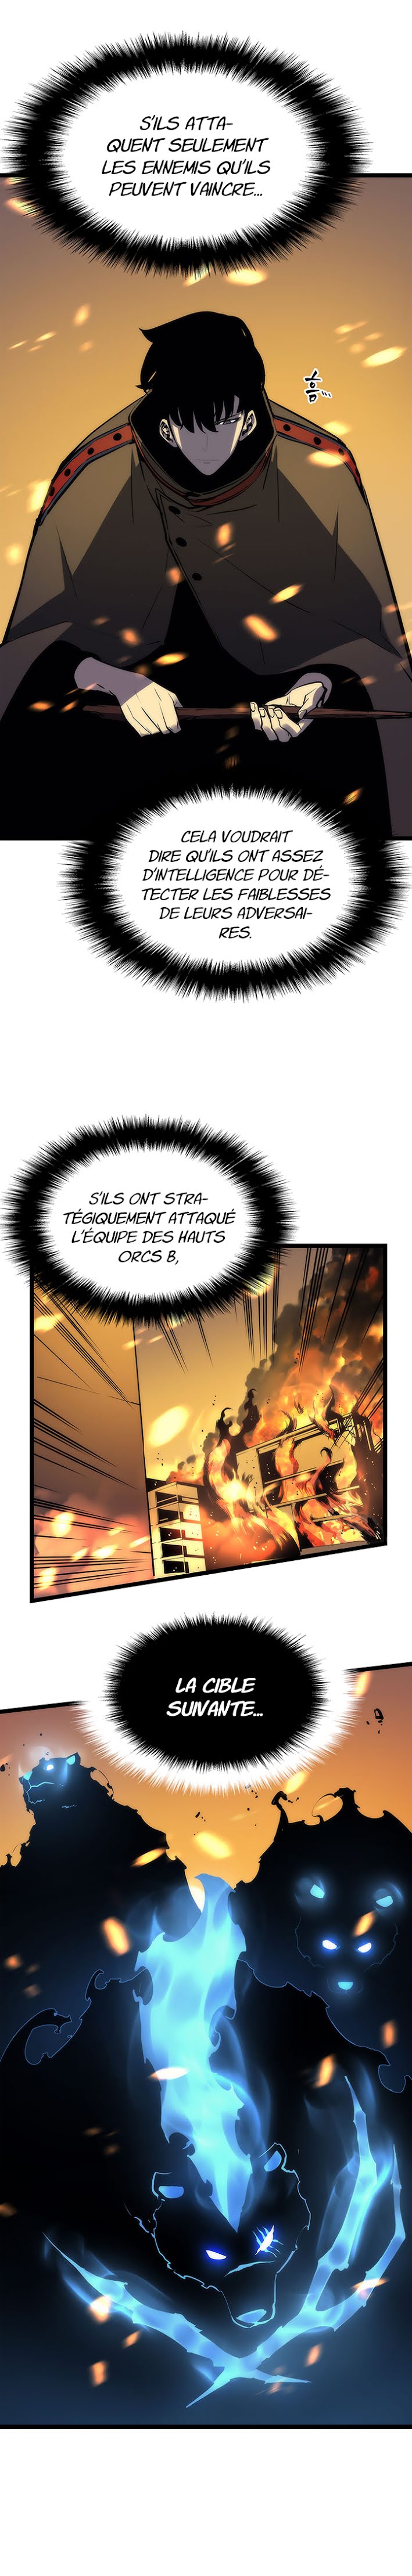 S'ILS ATTA-
QUENT SEULEMENT
LES ENNEMIS QU'ILS
PEUVENT VAINCRE...
흠...
CELA VOUDRAIT
DIRE QU'ILS ONT ASSEZ
D'INTELLIGENCE POUR DÉ-
TECTER LES FAIBLESSES
DE LEURS ADVERSAI-
RES.
S'ILS ONT STRA-
TÉGIQUEMENT ATTAQUÉ
L'ÉQUIPE DES HAUTS
ORCS B,
LA CIBLE
SUIVANTE...